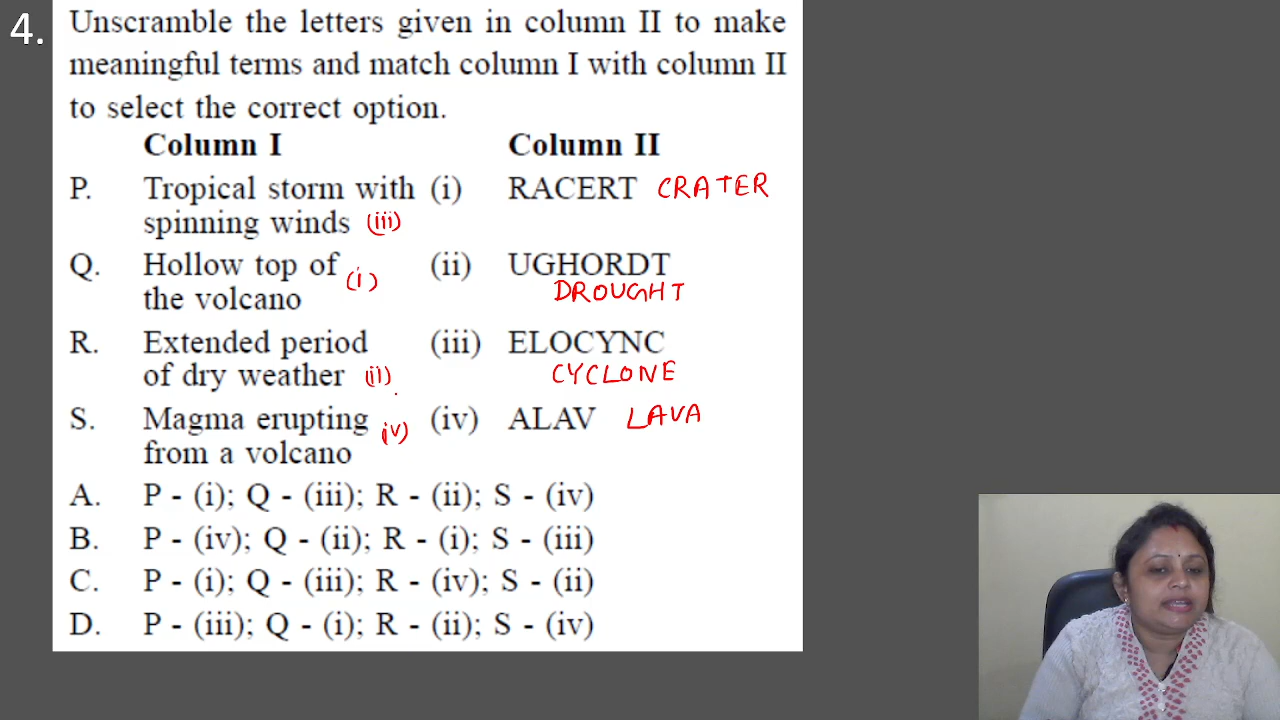 4.
Unscramble the letters given in column II to make
meaningful terms and match column I with column II
to select the correct option.
Column I Column II
P. Tropical storm with (i) RACERT CRATER
spinning winds (iii)
Q. Hollow top of (i) (ii) UGHORDT
the volcano DROUGHT
R. Extended period (iii) ELOCYNC
of dry weather (ii) CYCLONE
S. Magma erupting (iv) (iv) ALAV LAVA
from a volcano
A. P - (i); Q - (iii); R - (ii); S - (iv)
B. P - (iv); Q - (ii); R - (i); S - (iii)
C. P - (i); Q - (iii); R - (iv); S - (ii)
D. P - (iii); Q - (i); R - (ii); S - (iv)